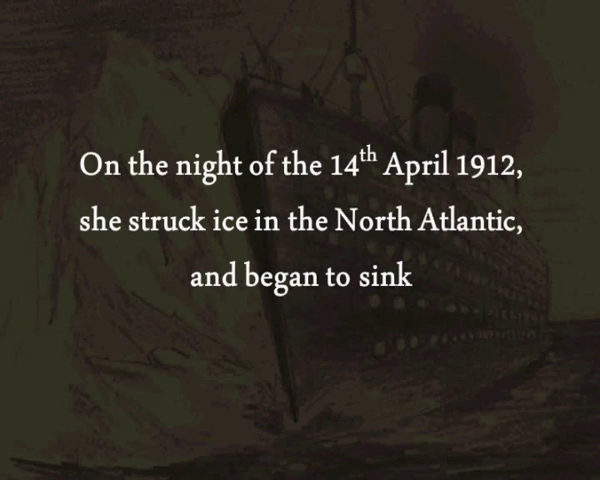 On the night of the 14th April 1912,
she struck ice in the North Atlantic,
and began to sink